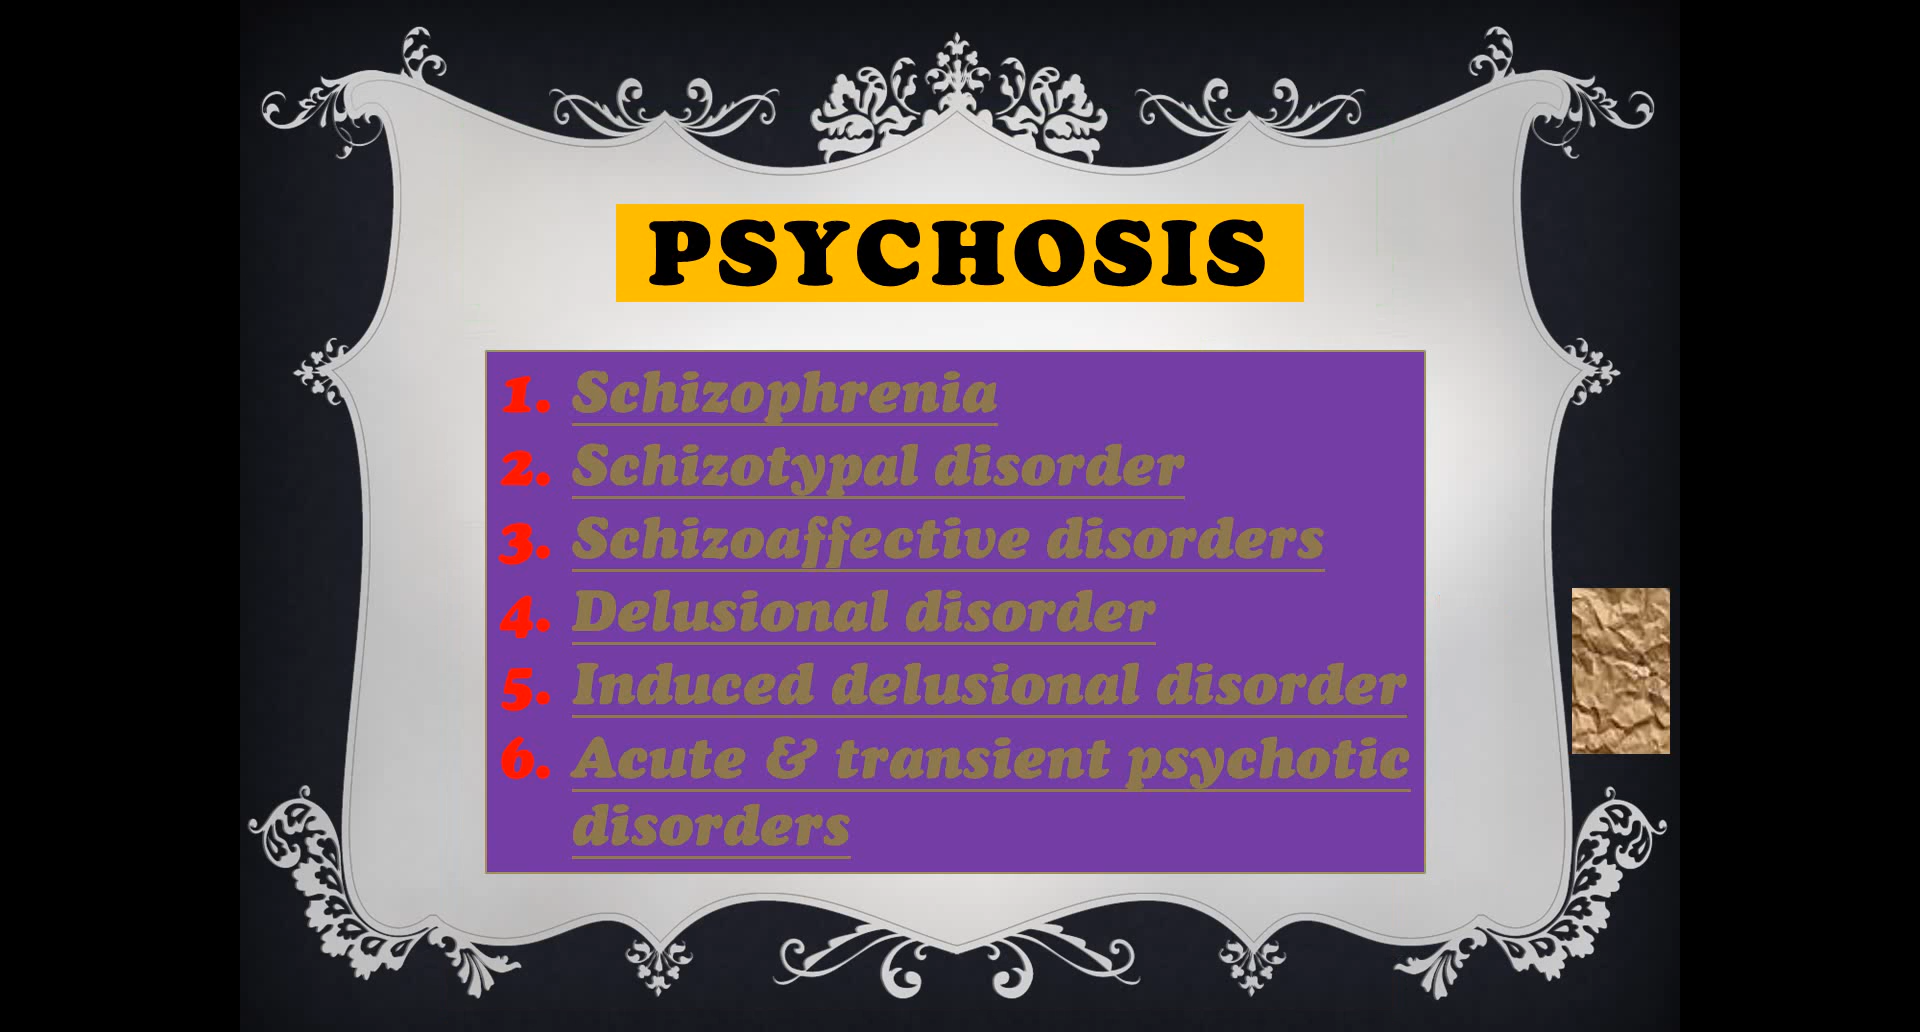 PSYCHOSIS
1. Schizophrenia
2. Schizotypal disorder
3. Schizoaffective disorders
4. Delusional disorder
5. Induced delusional disorder
6. Acute & transient psychotic
disorders